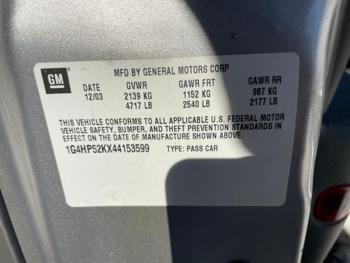 GM
MFD BY GENERAL MOTORS CORP
DATE GVWR GAWR FRT GAWR RR
12/03 2139 KG 1152 KG 987 KG
4717 LB 2540 LB 2177 LB
THIS VEHICLE CONFORMS TO ALL APPLICABLE U.S. FEDERAL MOTOR
VEHICLE SAFETY, BUMPER, AND THEFT PREVENTION STANDARDS IN
EFFECT ON THE DATE OF MANUFACTURE SHOWN ABOVE.
1G4HP52KX44153599 TYPE: PASS CAR